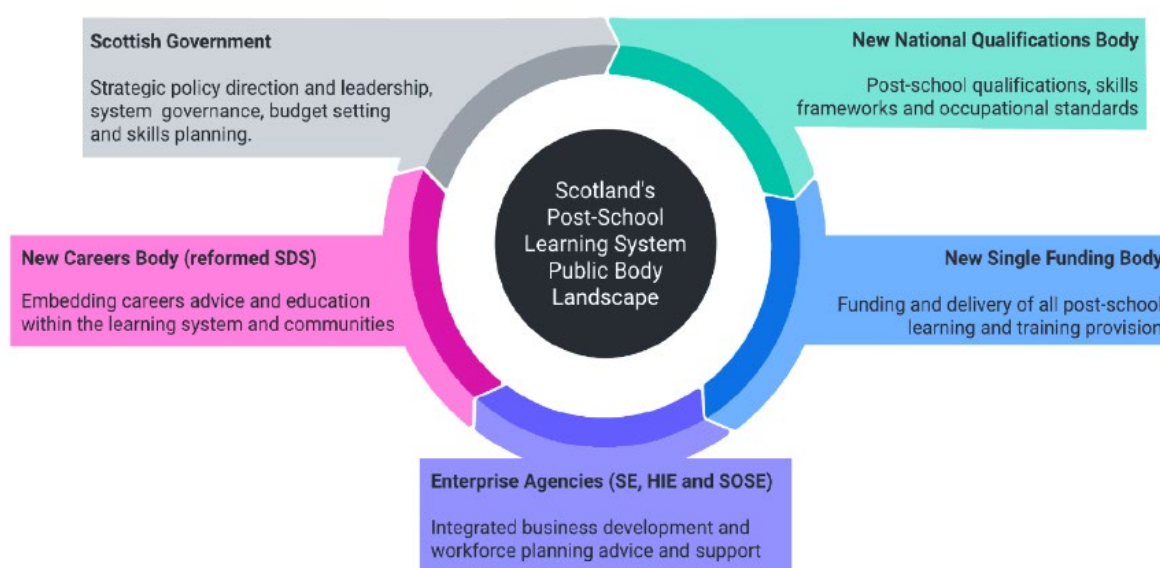 Scottish Government
Strategic policy direction and leadership,
system governance, budget setting
and skills planning.
New National Qualifications Body
Post-school qualifications, skills
frameworks and occupational standards
Scotland's
Post-School
Learning System
Public Body
Landscape
New Careers Body (reformed SDS)
Embedding careers advice and education
within the learning system and communities
New Single Funding Body
Funding and delivery of all post-school
learning and training provision
Enterprise Agencies (SE, HIE and SOSE)
Integrated business development and
workforce planning advice and support